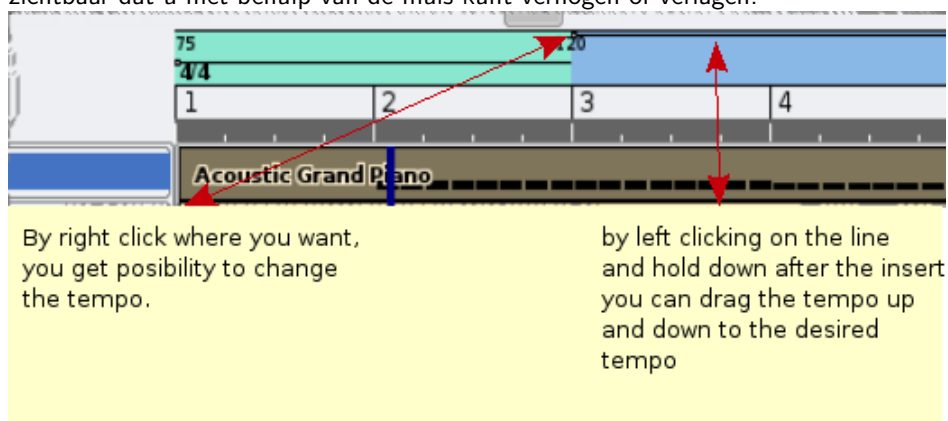 zichtbaar dat u met behulp van de muis kunt verhogen of verlagen.
75 120
4/4
1 2 3 4
Acoustic Grand Piano
By right click where you want,
you get posibility to change
the tempo.
by left clicking on the line
and hold down after the insert
you can drag the tempo up
and down to the desired
tempo